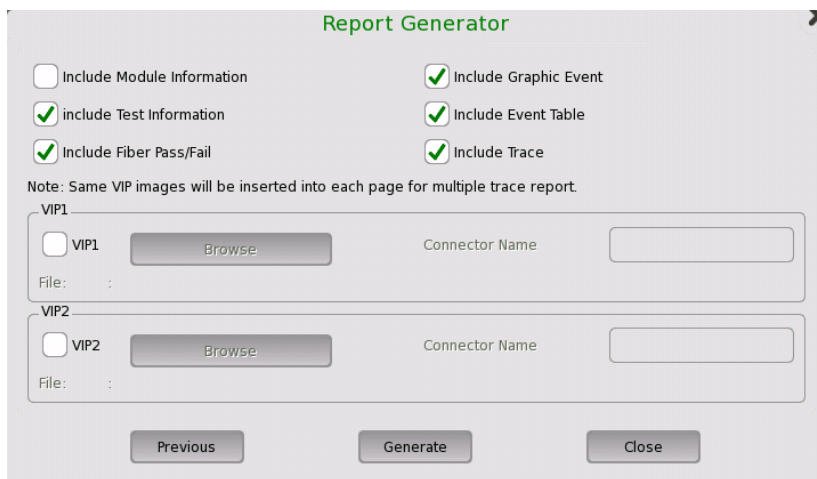 Report Generator
Include Module Information
Include Graphic Event
include Test Information
Include Event Table
Include Fiber Pass/Fail
Include Trace
Note: Same VIP images will be inserted into each page for multiple trace report.
VIP1
VIP1
Browse
Connector Name
File: :
VIP2
VIP2
Browse
Connector Name
File: :
Previous
Generate
Close